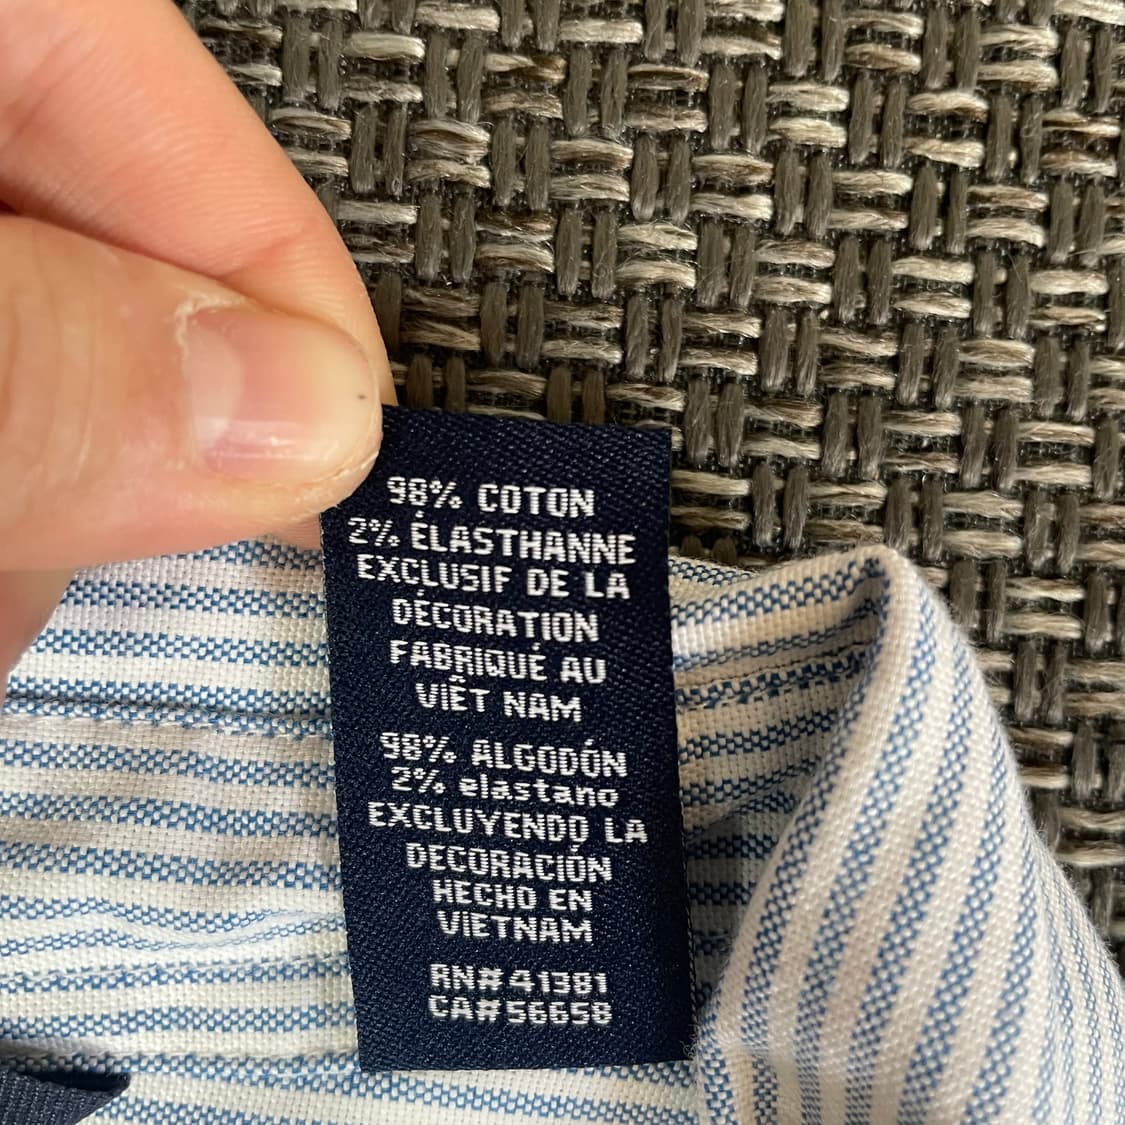 98% COTON
2% ÉLASTHANNE
EXCLUSIF DE LA
DÉCORATION
FABRIQUÉ AU
VIÊT NAM
98% ALGODÓN
2% elastano
EXCLUYENDO LA
DECORACIÓN
HECHO EN
VIETNAM
RN#41381
CA#56658